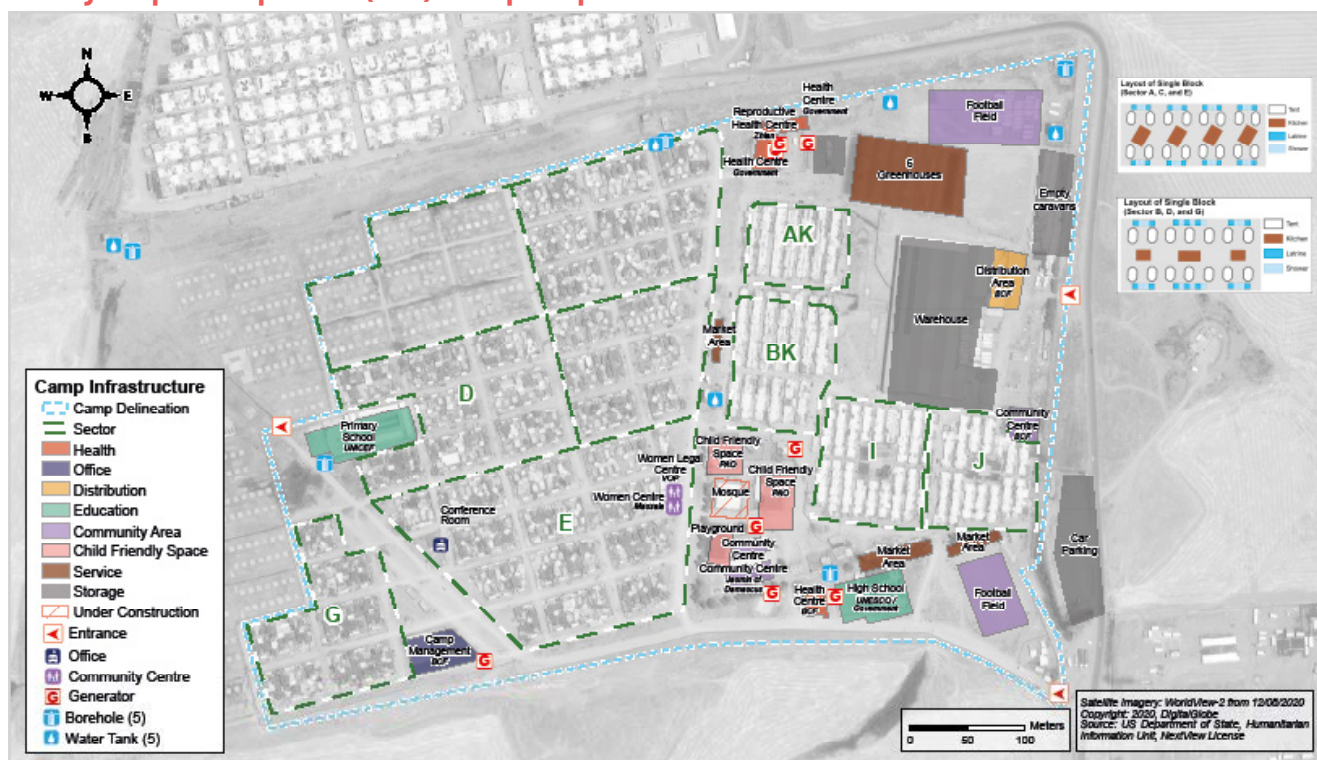 N
W E
S
Health
Centre
Government
Reproductive
Health Centre
Zhian
Health Centre
Government
Football
Field
6
Greenhouses
Empty
caravans
AK
Distribution
Area
BCF
Warehouse
Market
Area
BK
D
Primary
School
UNICEF
Community
Centre
BCF
Child Friendly
Space
PAO
Women Legal
Centre
VOP
Child Friendly
Space
PAO
I
J
Women Centre
Mosque
Conference
Room
E
Playground
Community
Centre
Market
Area
Market
Area
Car
Parking
Community Centre
Jasmin of
Damascus
Health
Centre
BCF
High School
UNESCO /
Government
Football
Field
G
Camp
Management
BCF
G
G
G
G
G
G
G
Layout of Single Block
(Sector A, C, and E)
Tent
Kitchen
Latrine
Shower
Layout of Single Block
(Sector B, D, and G)
Tent
Kitchen
Latrine
Shower
Camp Infrastructure
Camp Delineation
Sector
Health
Office
Distribution
Education
Community Area
Child Friendly Space
Service
Storage
Under Construction
Entrance
Office
Community Centre
G Generator
Borehole (5)
Water Tank (5)
Meters
0 50 100
Satellite Imagery: WorldView-2 from 12/08/2020
Copyright: 2020, DigitalGlobe
Source: US Department of State, Humanitarian
Information Unit, NextView License